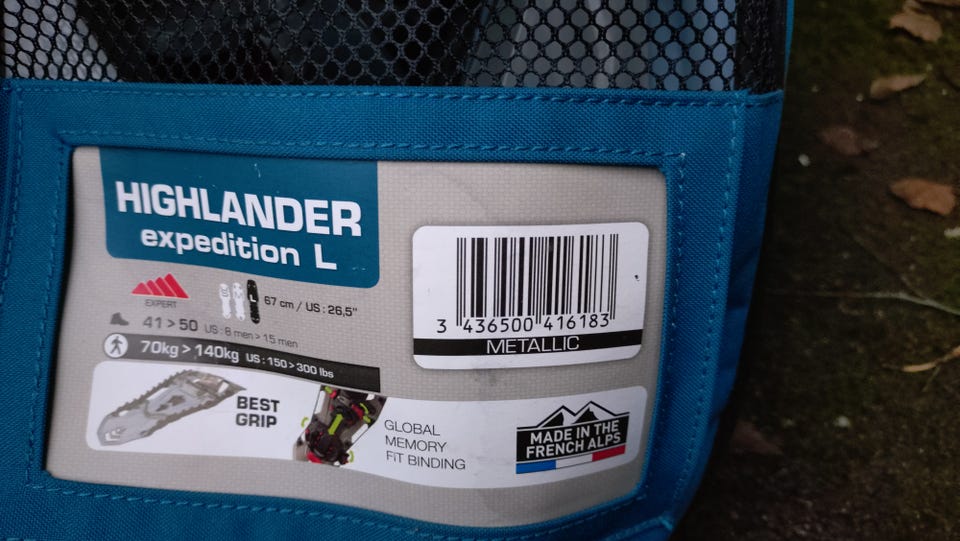 HIGHLANDER
expedition L
EXPERT
S M L 67 cm / US : 26,5"
41 > 50 US : 8 men > 15 men
70kg > 140kg US : 150 > 300 lbs
3 436500 416183
METALLIC
BEST
GRIP
GLOBAL
MEMORY
FIT BINDING
MADE IN THE
FRENCH ALPS